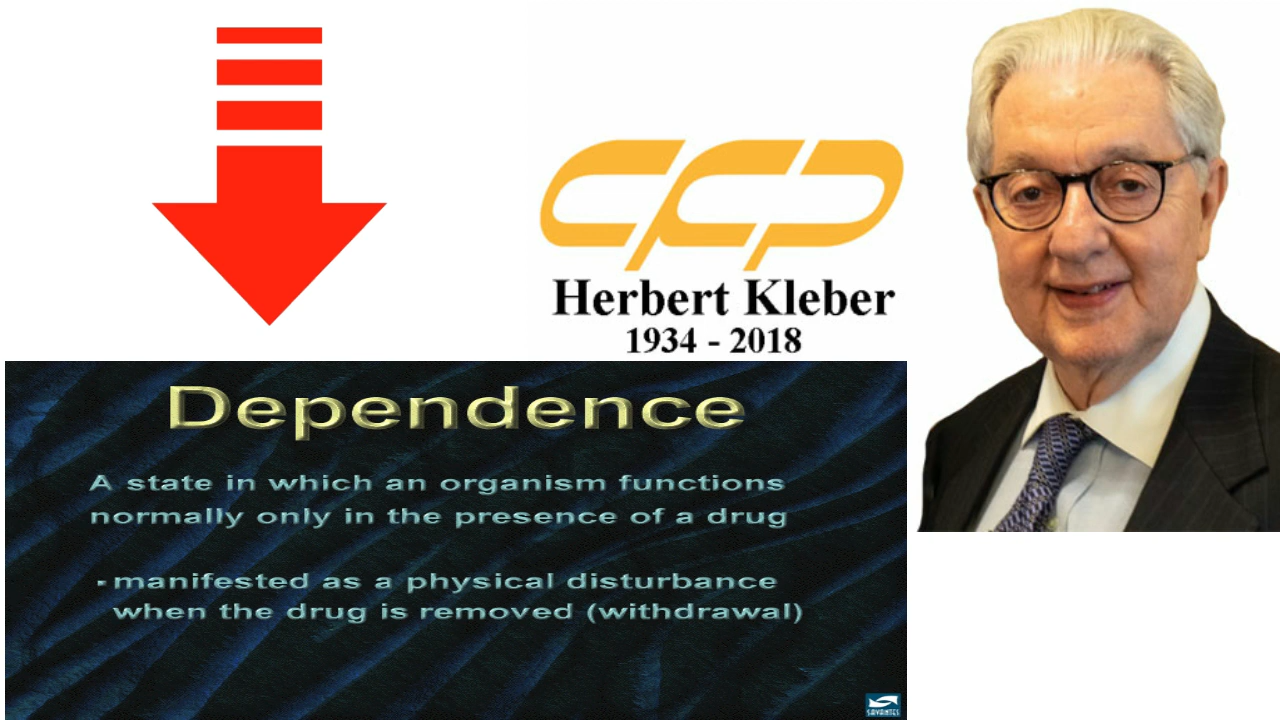 CFP
Herbert Kleber
1934 - 2018
Dependence
A state in which an organism functions
normally only in the presence of a drug
- manifested as a physical disturbance
when the drug is removed (withdrawal)